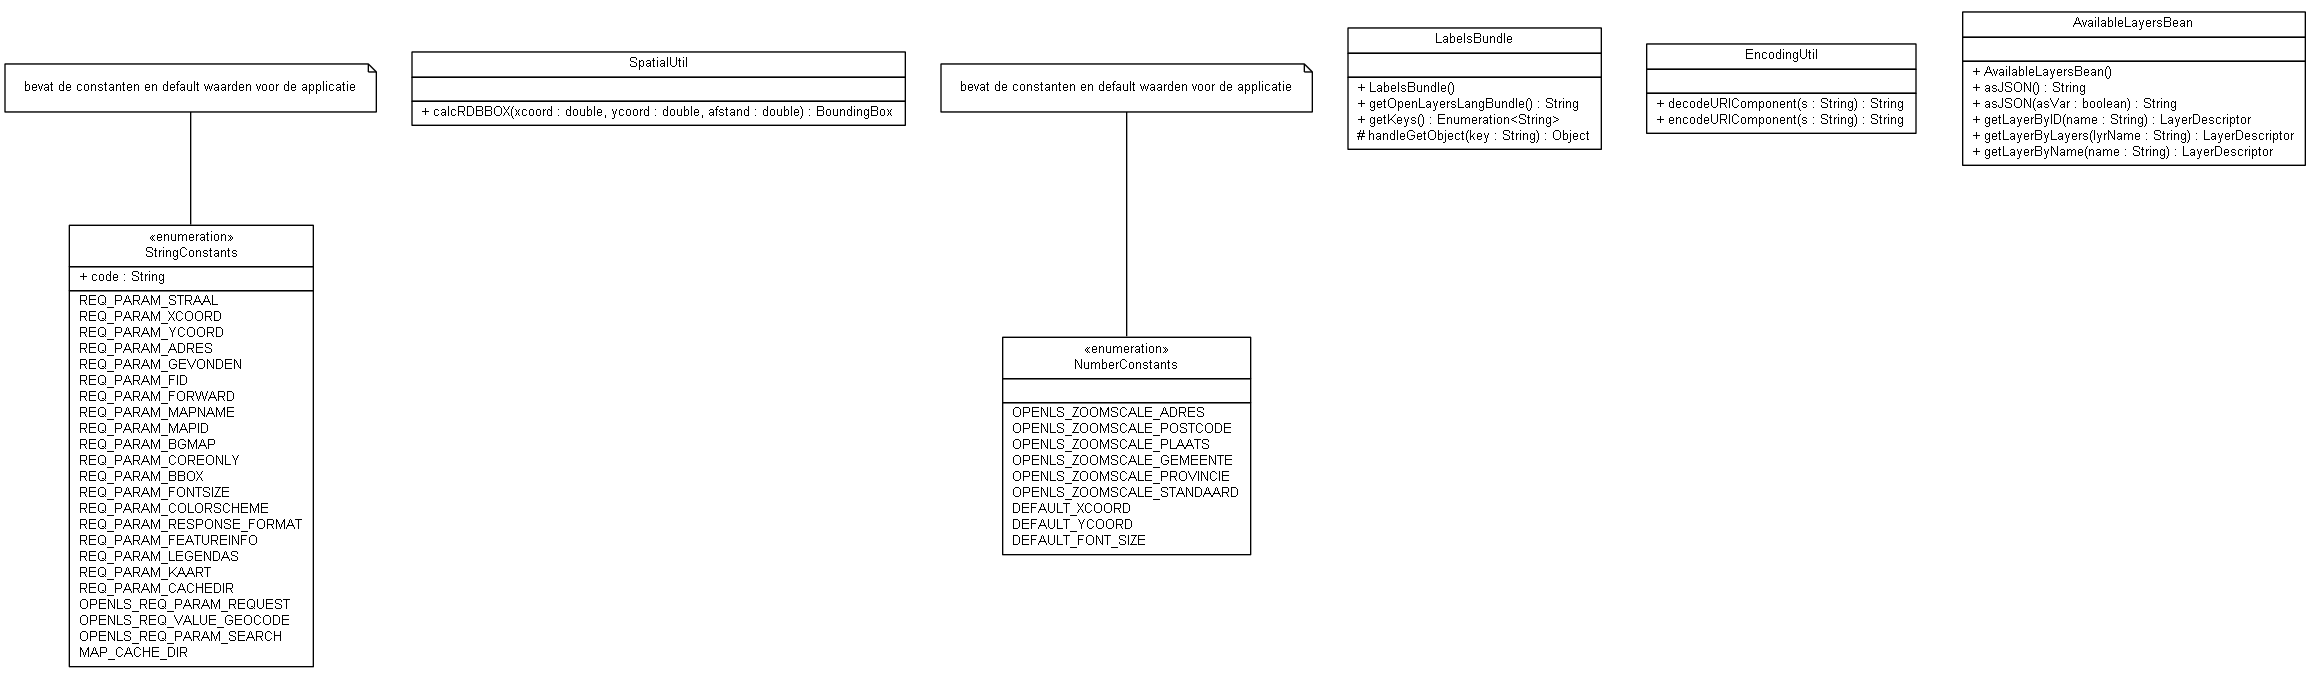 bevat de constanten en default waarden voor de applicatie
«enumeration»
StringConstants
+ code : String
REQ_PARAM_STRAAL
REQ_PARAM_XCOORD
REQ_PARAM_YCOORD
REQ_PARAM_ADRES
REQ_PARAM_GEVONDEN
REQ_PARAM_FID
REQ_PARAM_FORWARD
REQ_PARAM_MAPNAME
REQ_PARAM_MAPID
REQ_PARAM_BGMAP
REQ_PARAM_COREONLY
REQ_PARAM_BBOX
REQ_PARAM_FONTSIZE
REQ_PARAM_COLORSCHEME
REQ_PARAM_RESPONSE_FORMAT
REQ_PARAM_FEATUREINFO
REQ_PARAM_LEGENDAS
REQ_PARAM_KAART
REQ_PARAM_CACHEDIR
OPENLS_REQ_PARAM_REQUEST
OPENLS_REQ_VALUE_GEOCODE
OPENLS_REQ_PARAM_SEARCH
MAP_CACHE_DIR
SpatialUtil
+ calcRDBBOX(xcoord : double, ycoord : double, afstand : double) : BoundingBox
bevat de constanten en default waarden voor de applicatie
«enumeration»
NumberConstants
OPENLS_ZOOMSCALE_ADRES
OPENLS_ZOOMSCALE_POSTCODE
OPENLS_ZOOMSCALE_PLAATS
OPENLS_ZOOMSCALE_GEMEENTE
OPENLS_ZOOMSCALE_PROVINCIE
OPENLS_ZOOMSCALE_STANDAARD
DEFAULT_XCOORD
DEFAULT_YCOORD
DEFAULT_FONT_SIZE
LabelsBundle
+ LabelsBundle()
+ getOpenLayersLangBundle() : String
+ getKeys() : Enumeration<String>
# handleGetObject(key : String) : Object
EncodingUtil
+ decodeURIComponent(s : String) : String
+ encodeURIComponent(s : String) : String
AvailableLayersBean
+ AvailableLayersBean()
+ asJSON() : String
+ asJSON(asVar : boolean) : String
+ getLayerByID(name : String) : LayerDescriptor
+ getLayerByLayers(lyrName : String) : LayerDescriptor
+ getLayerByName(name : String) : LayerDescriptor